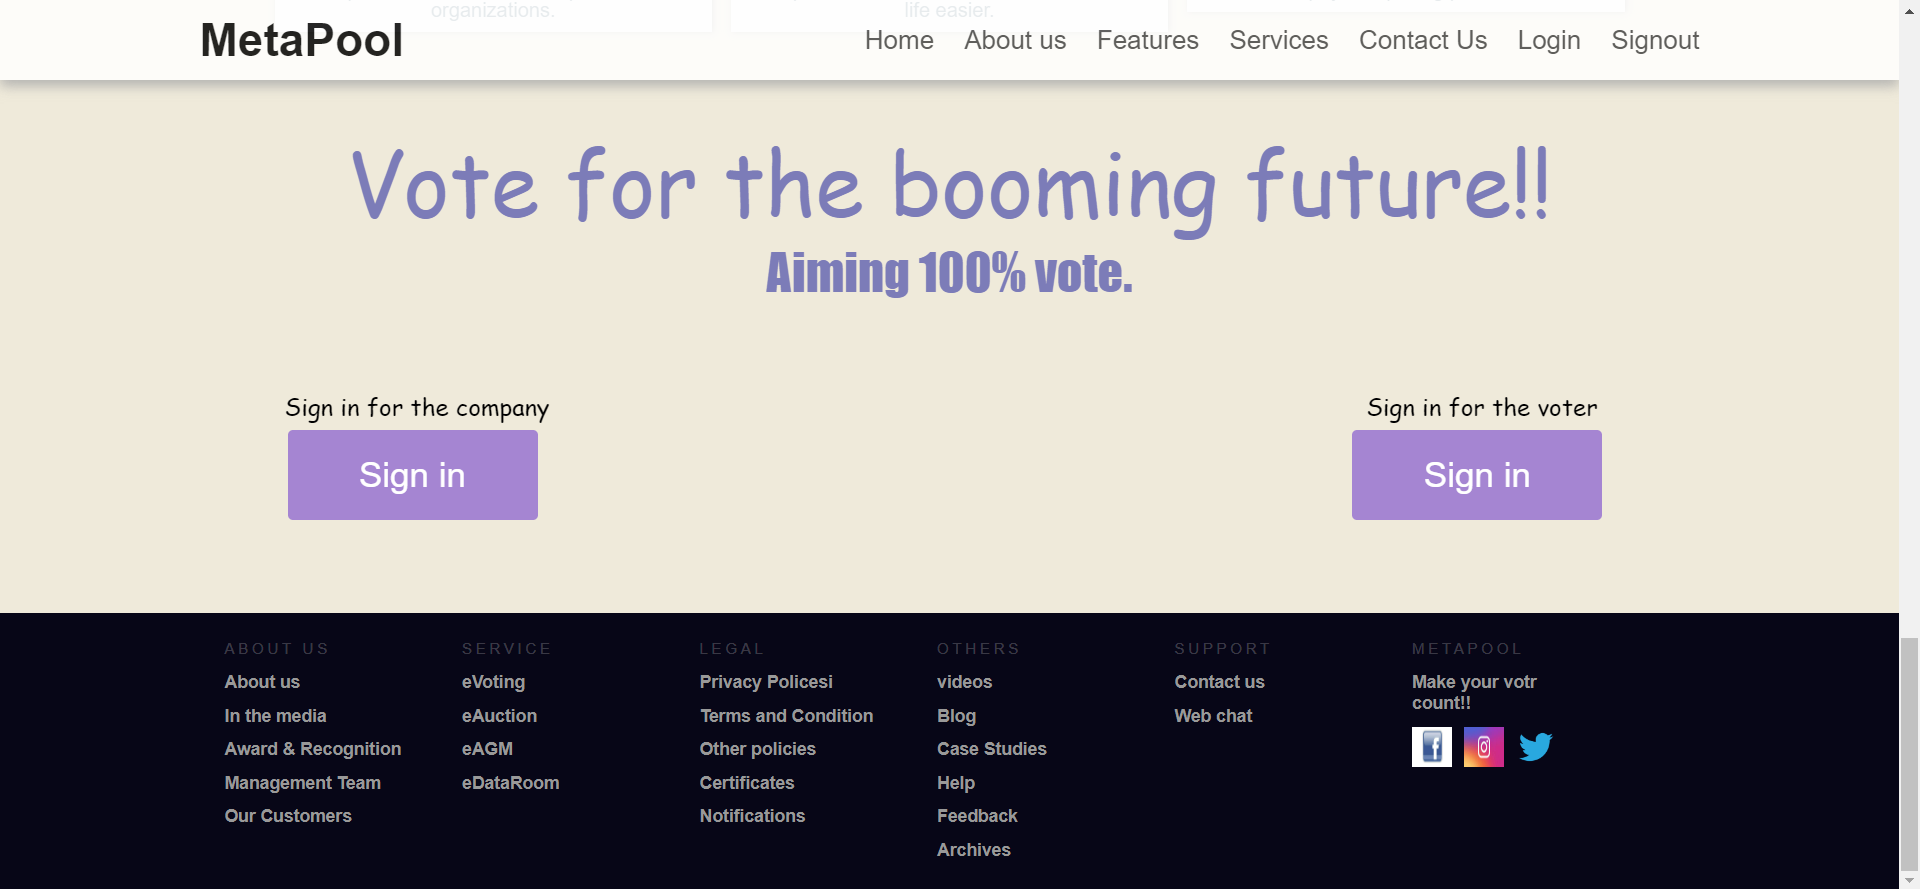 organizations.
life easier.
MetaPool
Home About us Features Services Contact Us Login Signout
Vote for the booming future!!
Aiming 100% vote.
Sign in for the company
Sign in
Sign in for the voter
Sign in
ABOUT US
About us
In the media
Award & Recognition
Management Team
Our Customers
SERVICE
eVoting
eAuction
eAGM
eDataRoom
LEGAL
Privacy Policesi
Terms and Condition
Other policies
Certificates
Notifications
OTHERS
videos
Blog
Case Studies
Help
Feedback
Archives
SUPPORT
Contact us
Web chat
METAPOOL
Make your votr
count!!